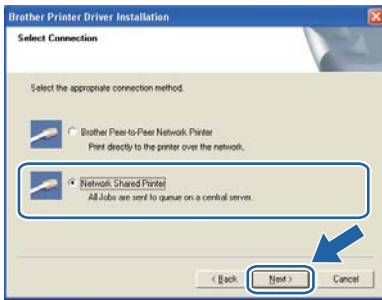 Brother Printer Driver Installation
Select Connection
Select the appropriate connection method.
Brother Peer-to-Peer Network Printer
Print directly to the printer over the network.
Network Shared Printer
All Jobs are sent to queue on a central server.
< Back
Next >
Cancel